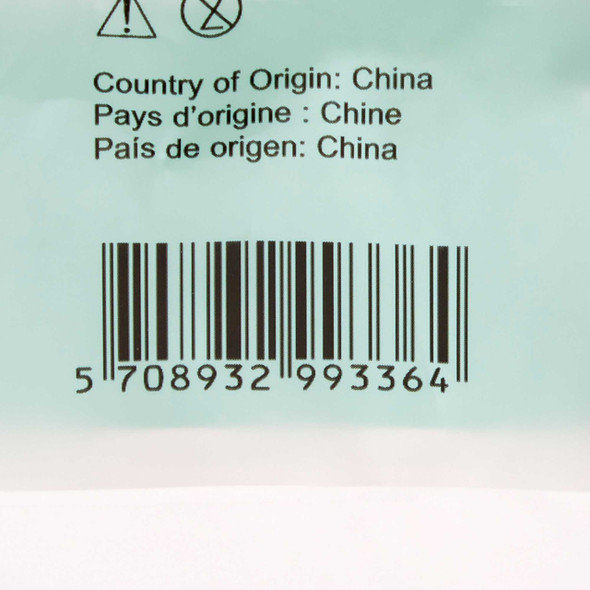 Country of Origin: China
Pays d'origine : Chine
País de origen: China
5 708932 993364